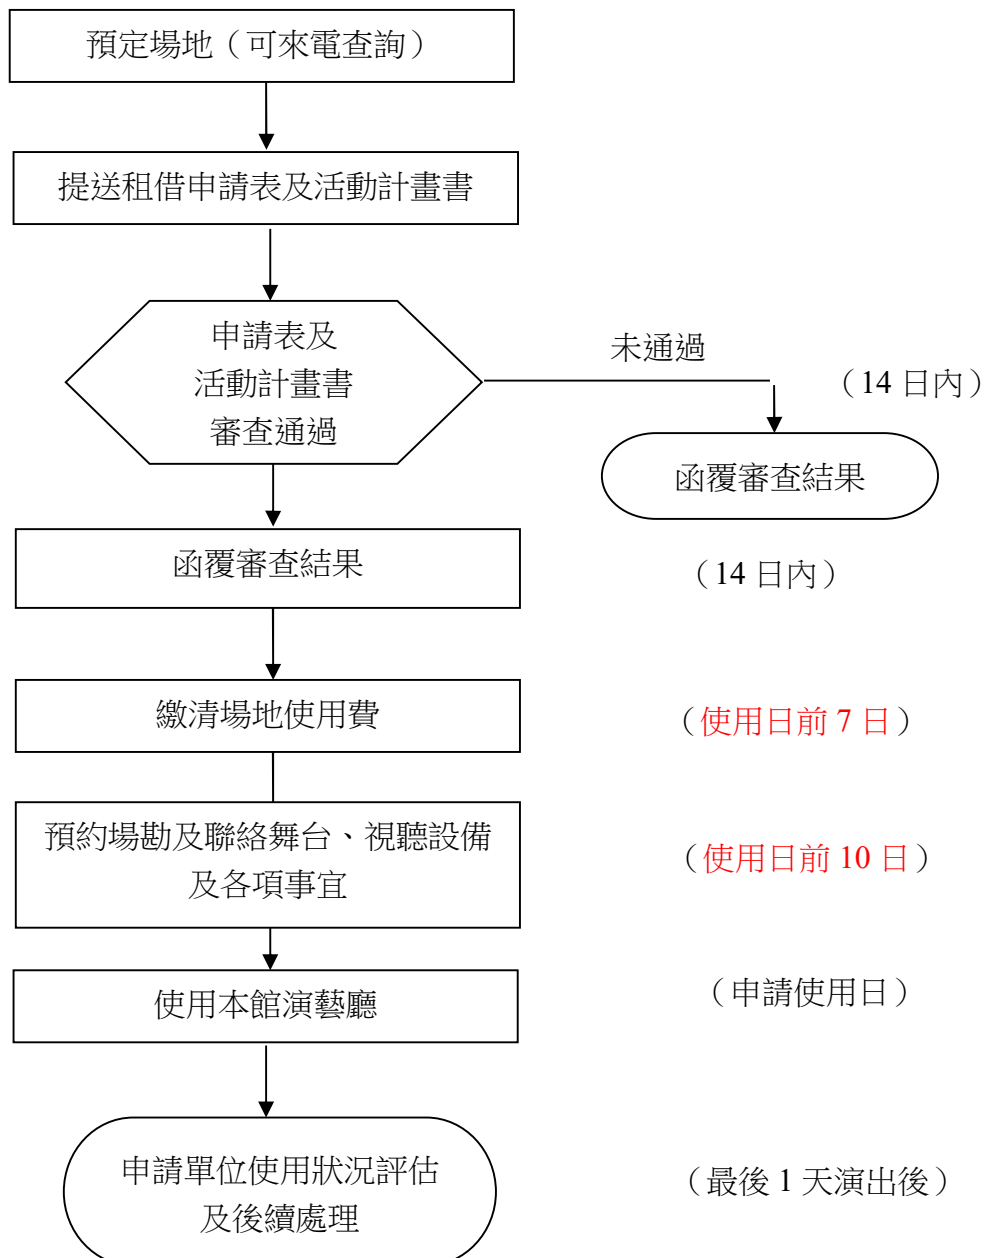 預定場地（可來電查詢）
提送租借申請表及活動計畫書
申請表及
活動計畫書
審查通過
未通過
（14 日內）
函覆審查結果
函覆審查結果
（14 日內）
繳清場地使用費
（使用日前 7 日）
預約場勘及聯絡舞台、視聽設備
及各項事宜
（使用日前 10 日）
使用本館演藝廳
（申請使用日）
申請單位使用狀況評估
及後續處理
（最後 1 天演出後）